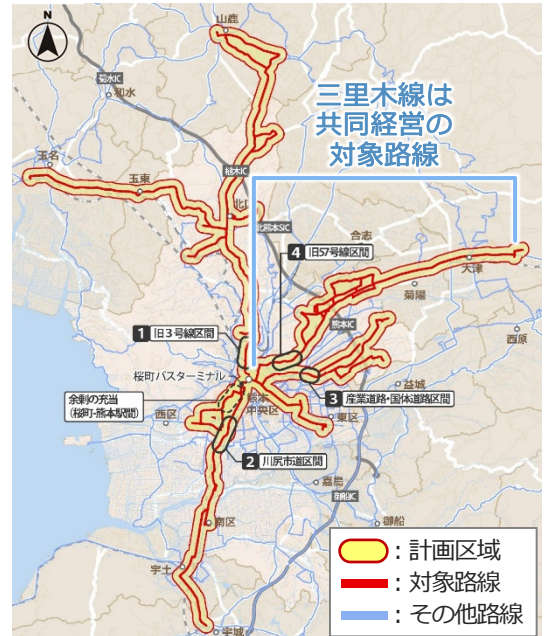 N
山鹿
菊水IC
和水
三里木線は
共同経営の
対象路線
玉名
玉東
植木IC
北区
北熊本SIC
合志
4 旧57号線区間
大津
菊陽
熊本IC
西原
1 旧3号線区間
桜町バスターミナル
益城
熊本
中央区
3 産業道路・国体道路区間
余剰の充当
(桜町-熊本駅間)
西区
東区
2 川尻市道区間
嘉島
御船IC
南区
御船
宇土
宇城
:計画区域
:対象路線
:その他路線